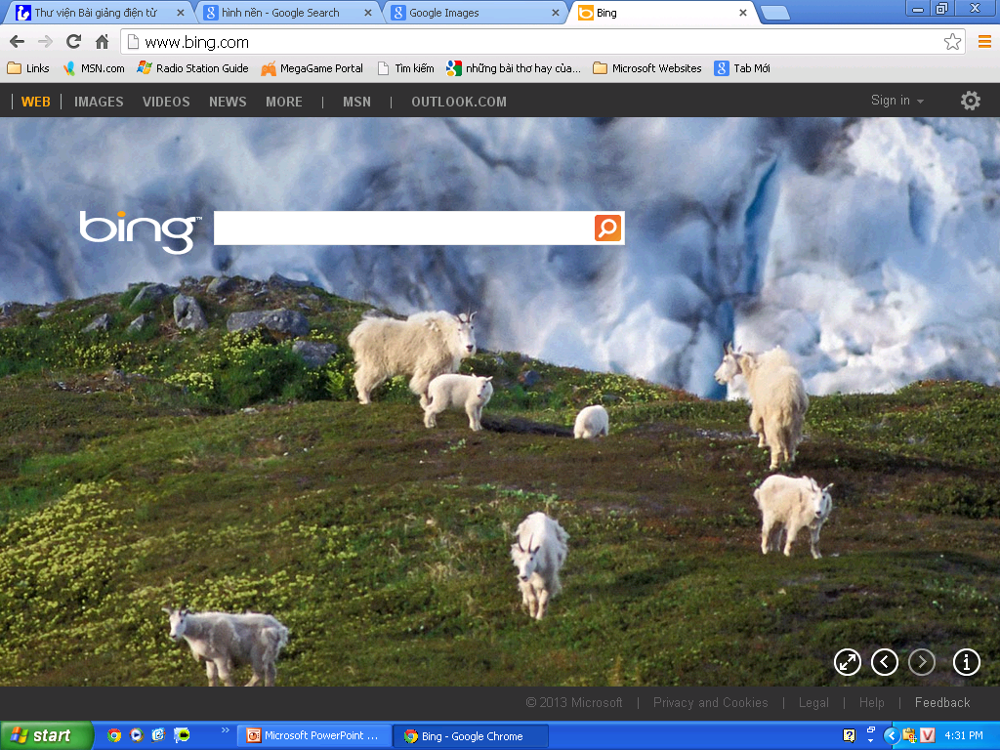 Thư viện Bài giảng điện tử
hình nền - Google Search
Google Images
Bing
www.bing.com
Links
MSN.com
Radio Station Guide
MegaGame Portal
Tìm kiếm
những bài thơ hay của...
Microsoft Websites
Tab Mới
WEB | IMAGES VIDEOS NEWS MORE | MSN | OUTLOOK.COM
Sign in
bing™
© 2013 Microsoft | Privacy and Cookies | Legal | Help | Feedback
start
Microsoft PowerPoint ...
Bing - Google Chrome
4:31 PM